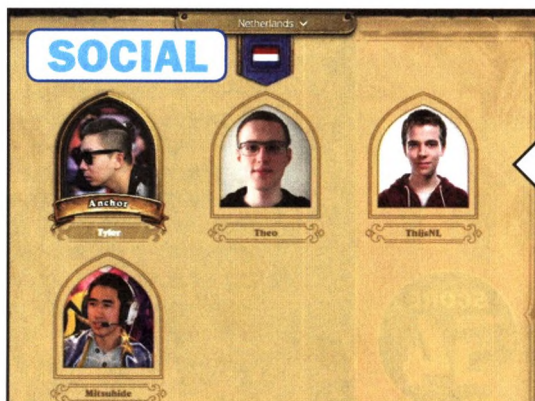 Netherlands
SOCIAL
Anchor
Tyler
Theo
ThijsNL
Mitsuhide